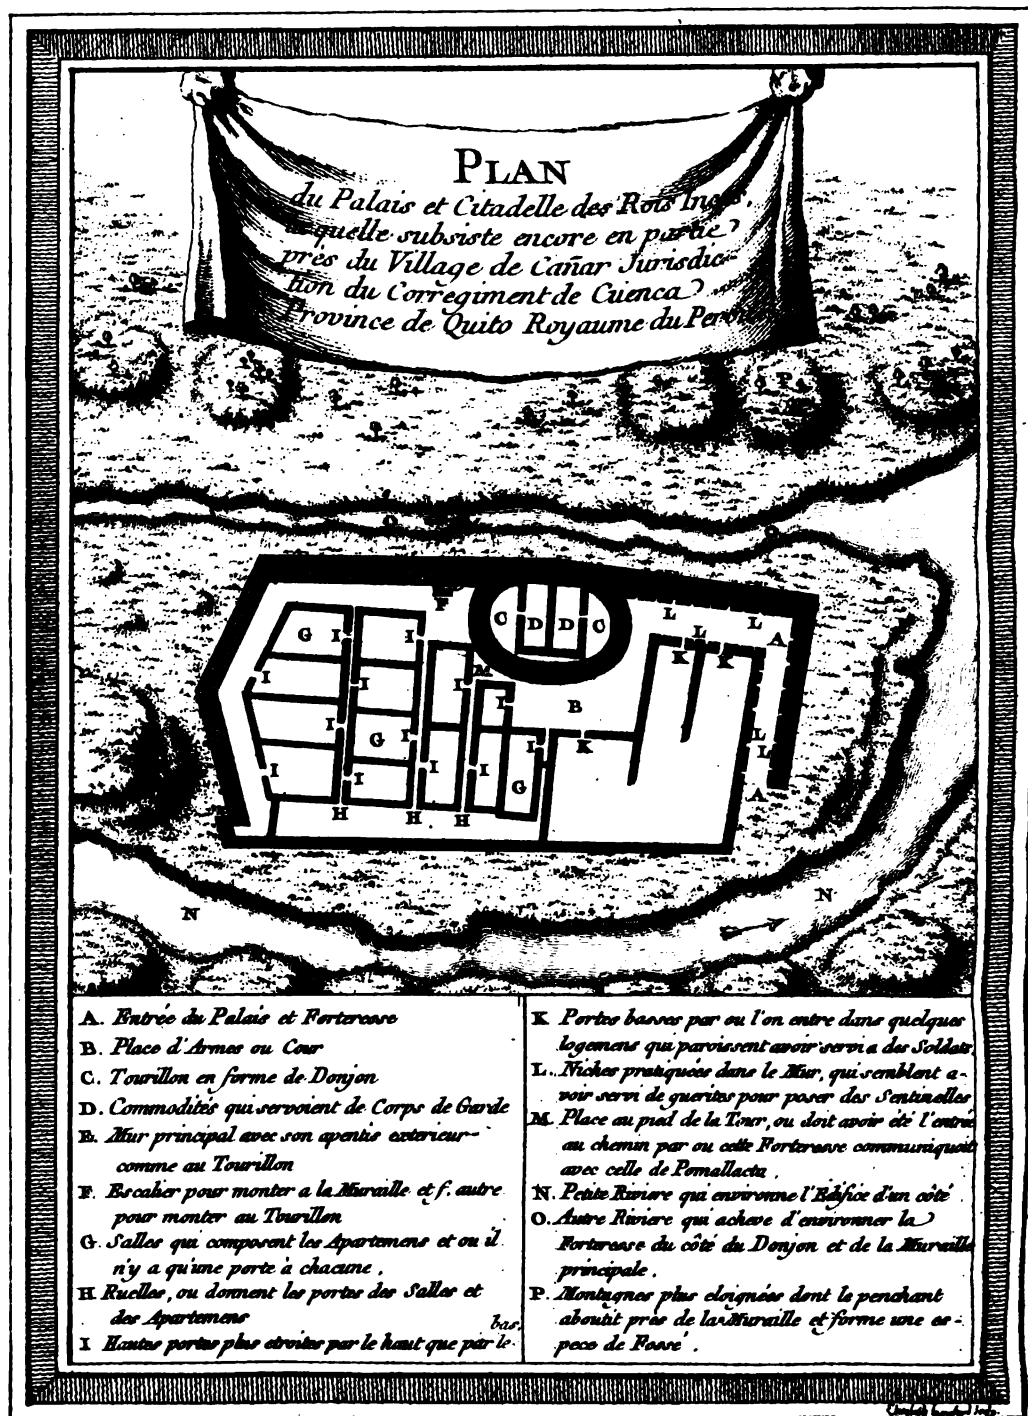 PLAN
du Palais et Citadelle des Rois Incas,
quelle subsiste encore en partie
près du Village de Cañar Jurisdic-
tion du Corregiment de Cuenca
Province de Quito Royaume du Perou
O
O
F
C
D
D
C
L
L
L
A
G
I
I
K
K
M
I
I
I
I
B
I
G
I
I
K
L
L
I
I
I
I
G
A
H
H
H
N
N
A. Entrée du Palais et Forteresse
B. Place d'Armes ou Cour
C. Tourillon en forme de Donjon
D. Commodités qui servoient de Corps de Garde
E. Mur principal avec son apentis exterieur
comme au Tourillon
F. Escalier pour monter a la Muraille et f. autre
pour monter au Tourillon
G. Salles qui composent les Apartemens et ou il
n'y a qu'une porte à chacune.
H Ruelles, ou donnent les portes des Salles et
des Apartemens
I Hautes portes plus etroites par le haut que par le
bas.
K Portes basses par ou l'on entre dans quelques
logemens qui paroissent avoir servi a des Soldats
L. Niches pratiquées dans le Mur, qui semblent a-
voir servi de guerites pour poser des Sentinelles
M. Place au pied de la Tour, ou doit avoir été l'entrée
au chemin par ou cette Forteresse communiquoit
avec celle de Pomallacta.
N. Petite Riviere qui environne l'Edifice d'un côté.
O. Autre Riviere qui acheve d'environner la
Forteresse du côté du Donjon et de la Muraille
principale.
P. Montagnes plus eloignées dont le penchant
aboutit près de la Muraille et forme une es-
pece de Fossé.